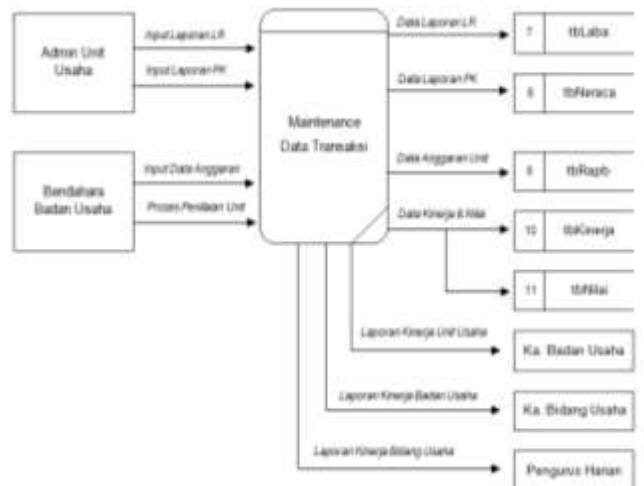 Admin Unit
Usaha
Input Laporan LR
Input Laporan PK
Bendahara
Badan Usaha
Input Data Anggaran
Proses Penilaian Unit
Maintenance
Data Transaksi
Data Laporan LR
7 tbLaba
Data Laporan PK
8 tbNeraca
Data Anggaran Unit
9 tbRapb
Data Kinerja & Nilai
10 tbKinerja
11 tbNilai
Laporan Kinerja Unit Usaha
Ka. Badan Usaha
Laporan Kinerja Badan Usaha
Ka. Bidang Usaha
Laporan Kinerja Bidang Usaha
Pengurus Harian